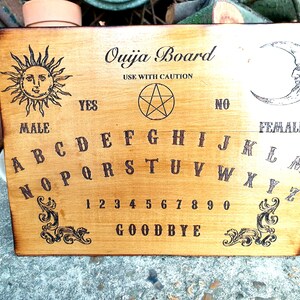 Ouija Board
USE WITH CAUTION
YES NO
MALE FEMALE
A B C D E F G H I J K L M
N O P Q R S T U V W X Y Z
1 2 3 4 5 6 7 8 9 0
GOODBYE